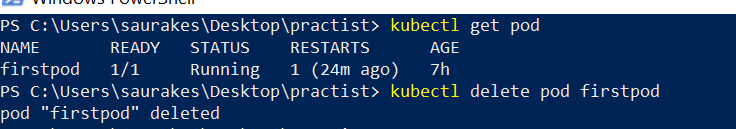 Windows PowerShell
PS C:\Users\saurakes\Desktop\practist> kubectl get pod
NAME READY STATUS RESTARTS AGE
firstpod 1/1 Running 1 (24m ago) 7h
PS C:\Users\saurakes\Desktop\practist> kubectl delete pod firstpod
pod "firstpod" deleted